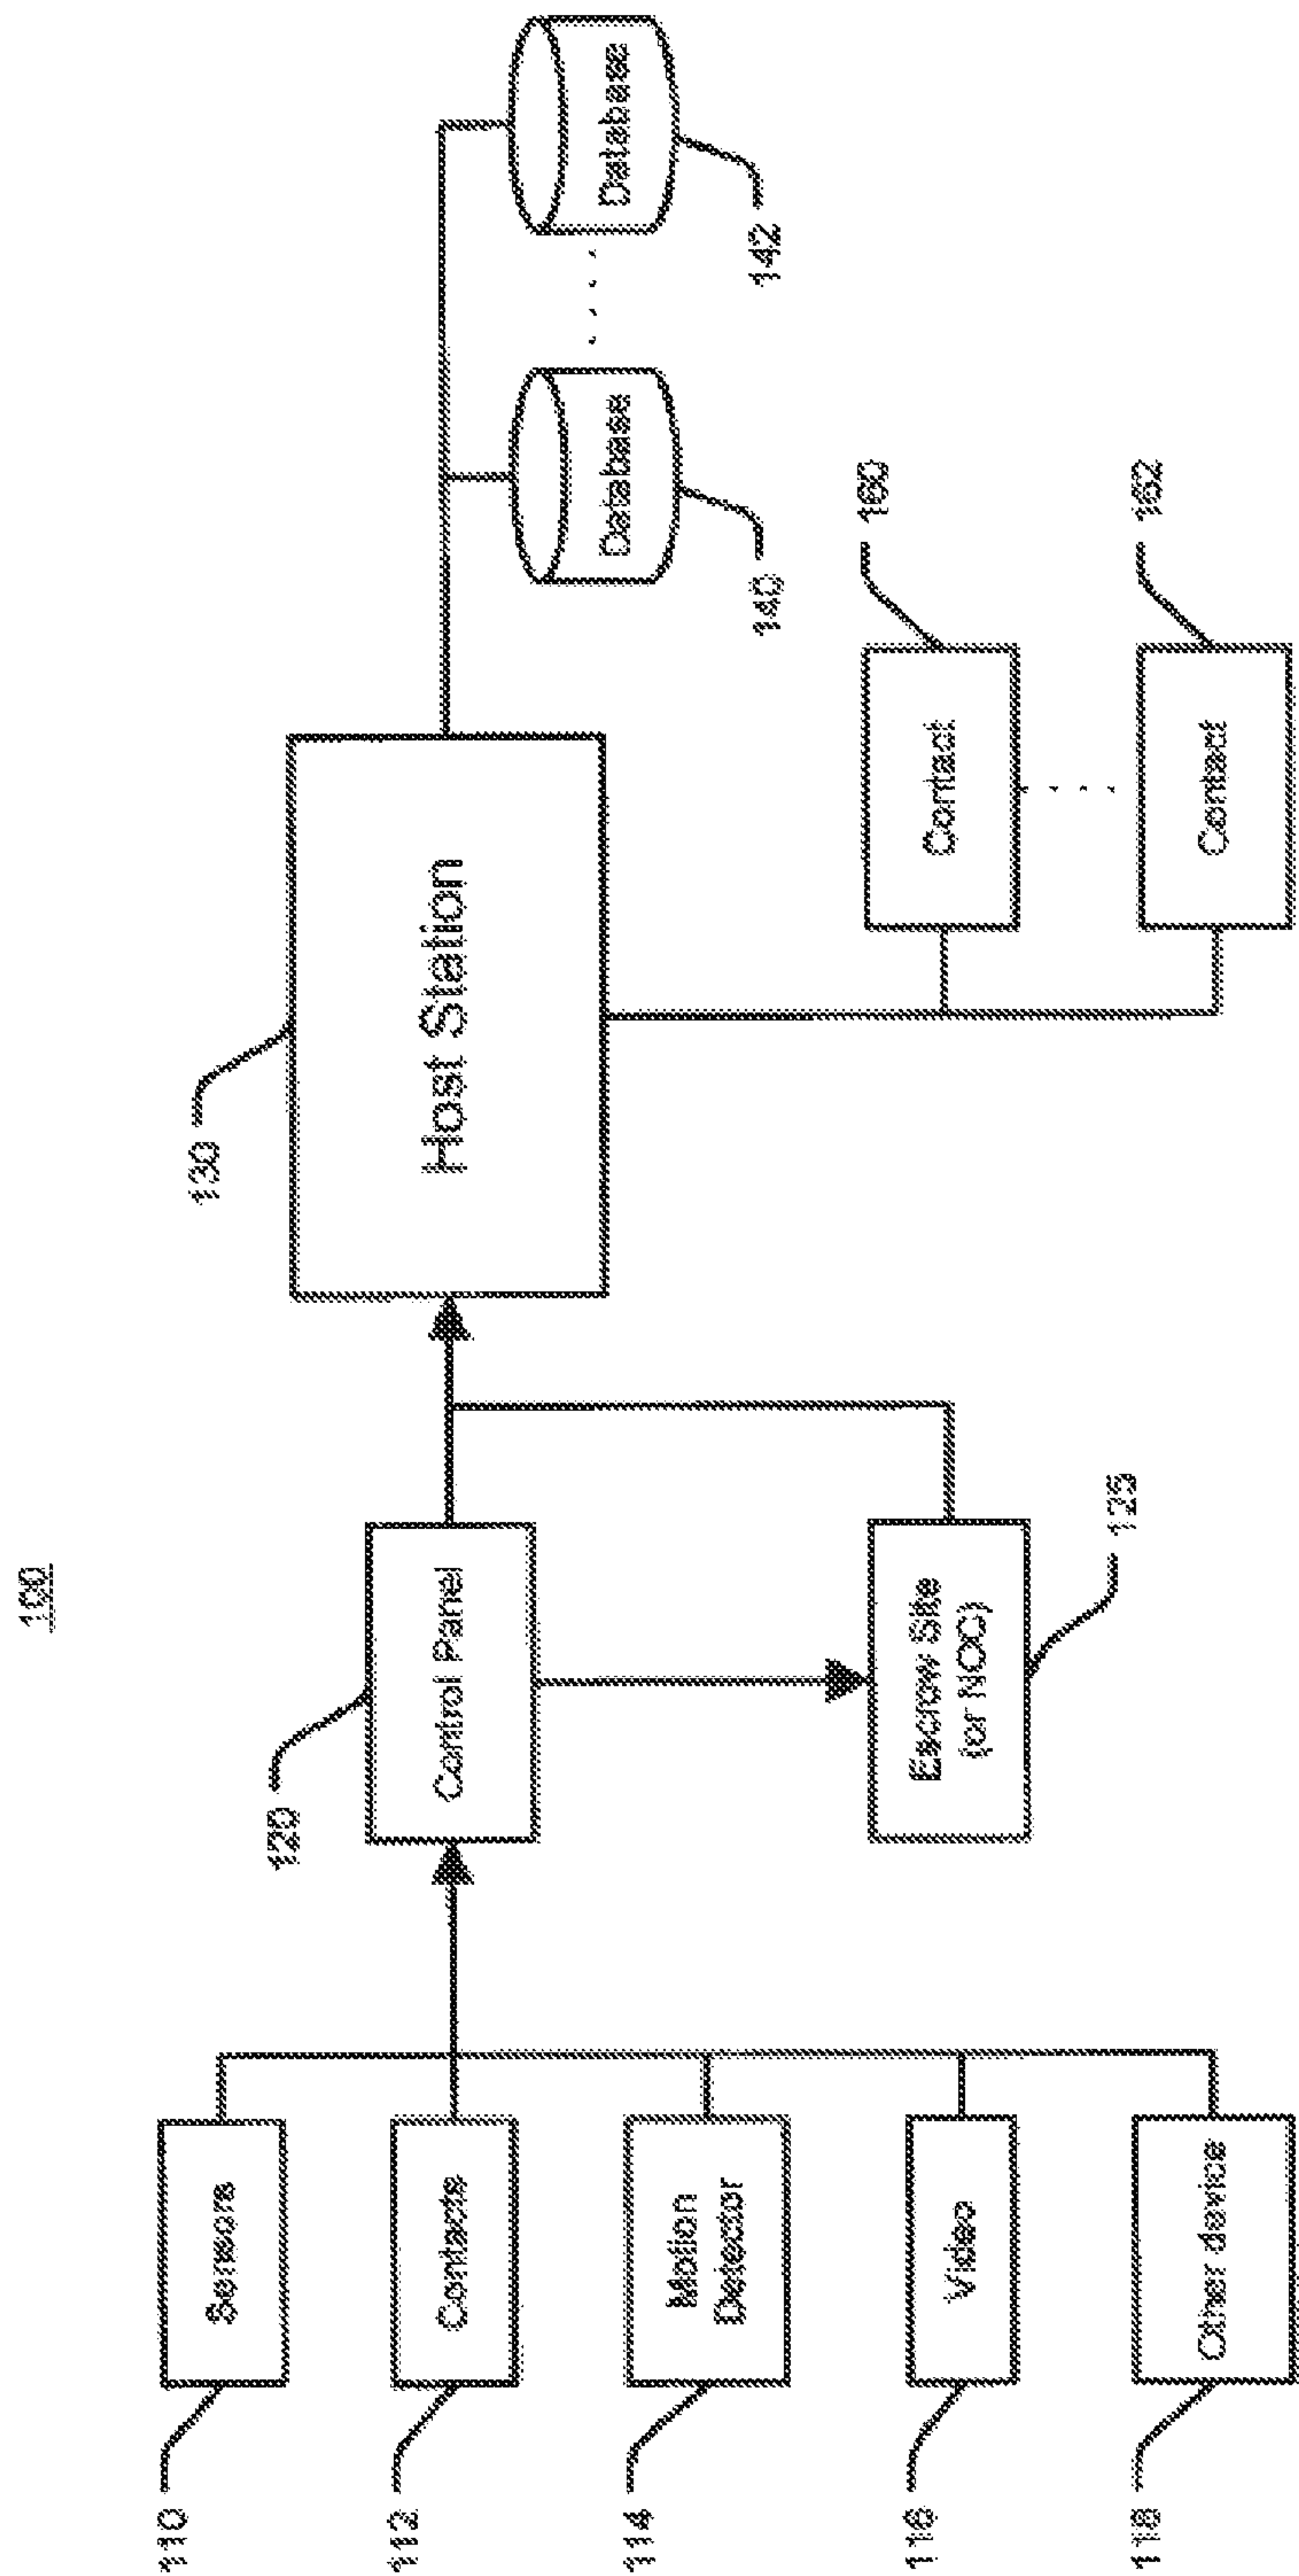 100
110
Sensors
112
Contacts
114
Motion
Detector
116
Video
118
Other device
120
Control Panel
125
Escrow Site
(or NOC)
130
Host Station
140
Database
142
Database
160
Contact
162
Contact